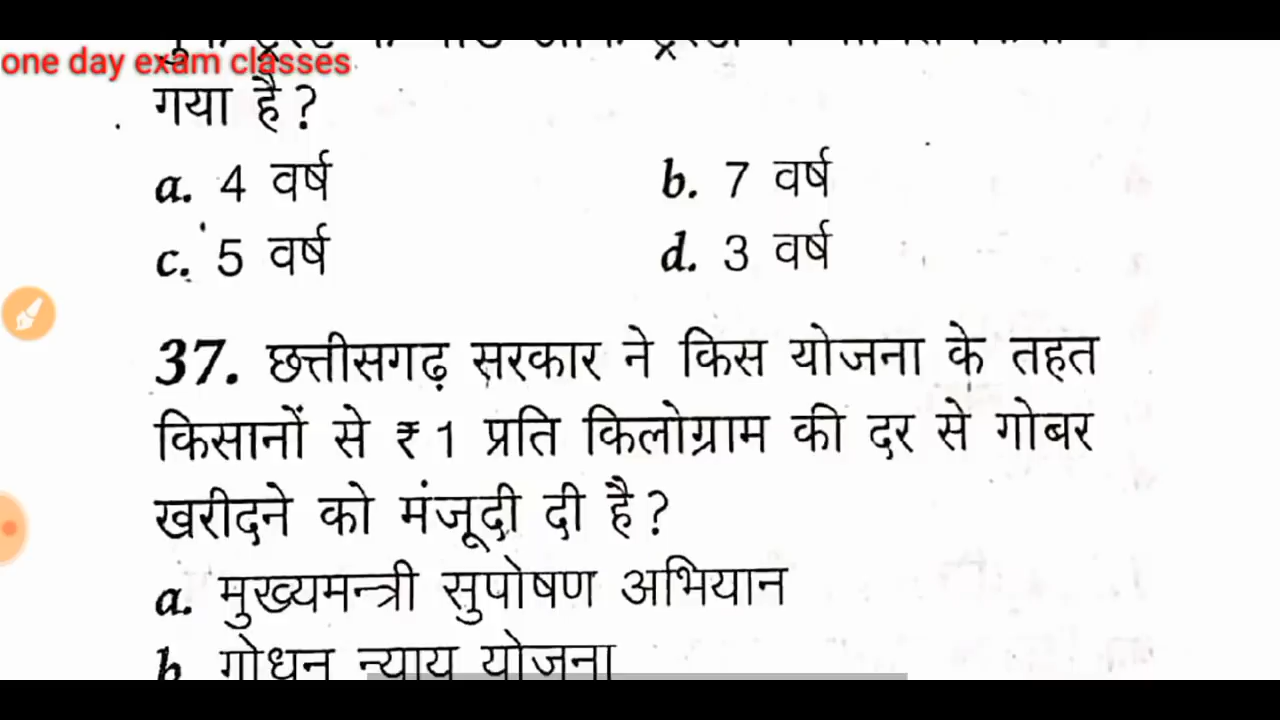 one day exam classes
गया है?
a. 4 वर्ष b. 7 वर्ष
c. 5 वर्ष d. 3 वर्ष
37. छत्तीसगढ़ सरकार ने किस योजना के तहत
किसानों से ₹1 प्रति किलोग्राम की दर से गोबर
खरीदने को मंजूदी दी है?
a. मुख्यमन्त्री सुपोषण अभियान
b गोधन न्याय योजना